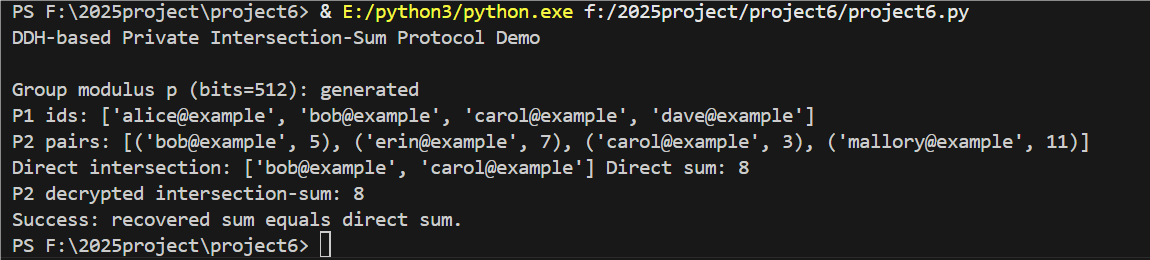 PS F:\2025project\project6> & E:/python3/python.exe f:/2025project/project6/project6.py
DDH-based Private Intersection-Sum Protocol Demo
Group modulus p (bits=512): generated
P1 ids: ['alice@example', 'bob@example', 'carol@example', 'dave@example']
P2 pairs: [('bob@example', 5), ('erin@example', 7), ('carol@example', 3), ('mallory@example', 11)]
Direct intersection: ['bob@example', 'carol@example'] Direct sum: 8
P2 decrypted intersection-sum: 8
Success: recovered sum equals direct sum.
PS F:\2025project\project6>